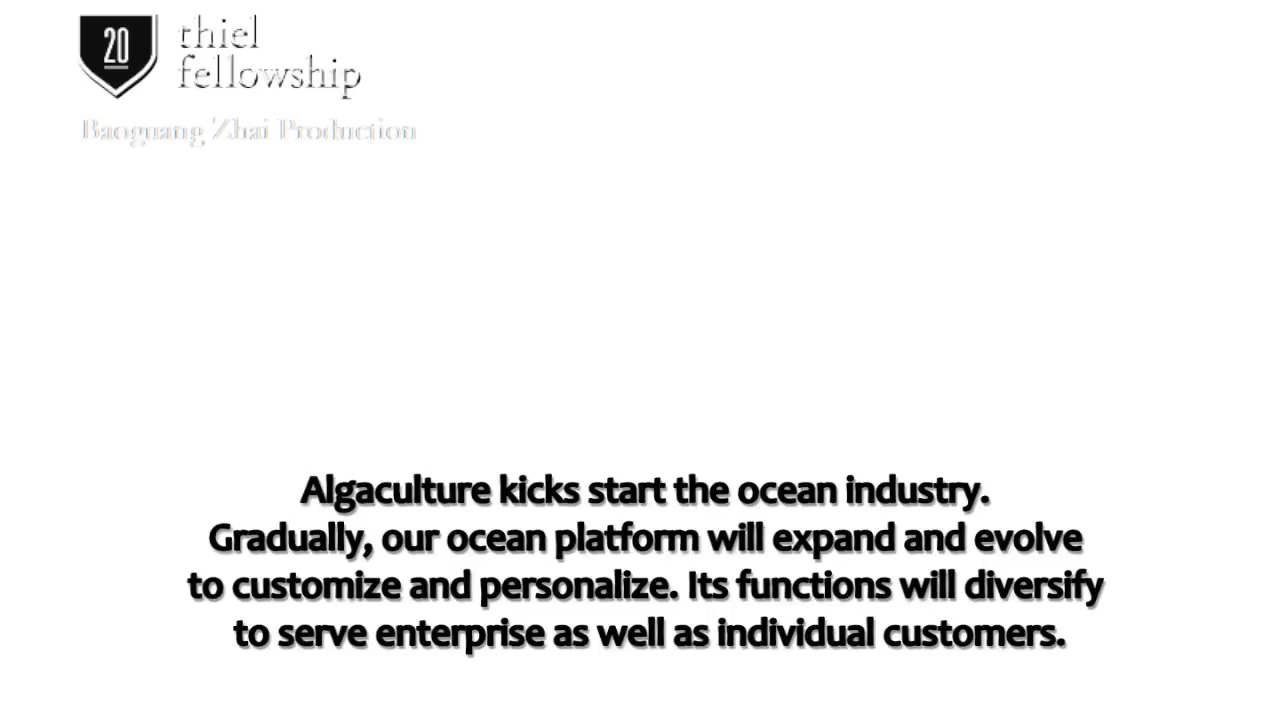 20
thiel
fellowship
Baoguang Zhai Production
Algaculture kicks start the ocean industry.
Gradually, our ocean platform will expand and evolve
to customize and personalize. Its functions will diversify
to serve enterprise as well as individual customers.